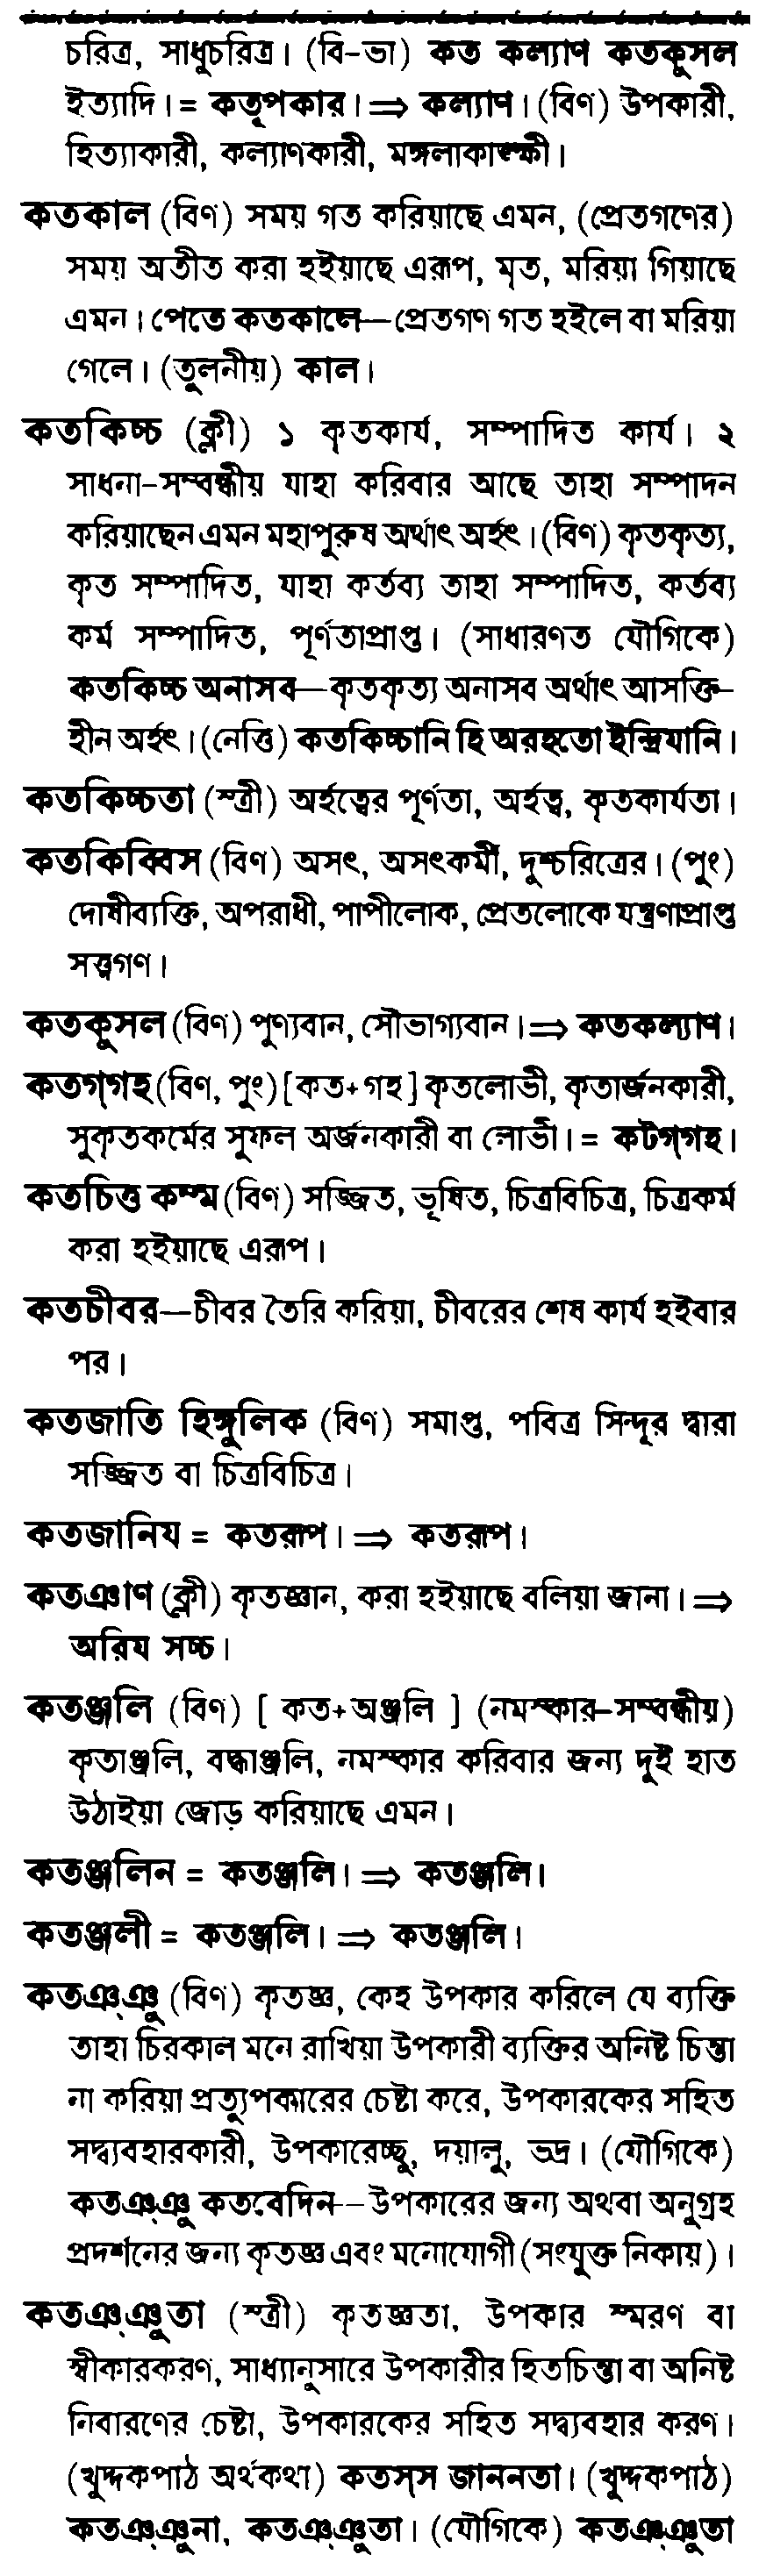 চরিত্র, সাধুচরিত্র। (বি-ভা) কত কল্যাণ কতকুসল
ইত্যাদি। = কতূপকার। ⇒ কল্যাণ। (বিণ) উপকারী,
হিত্যাকারী, কল্যাণকারী, মঙ্গলাকাঙ্ক্ষী।
কতকাল (বিণ) সময় গত করিয়াছে এমন, (প্রেতগণের)
সময় অতীত করা হইয়াছে এরূপ, মৃত, মরিয়া গিয়াছে
এমন। পেতে কতকালে—প্রেতগণ গত হইলে বা মরিয়া
গেলে। (তুলনীয়) কাল।
কতকিচ্চ (ক্লী) ১ কৃতকার্য, সম্পাদিত কার্য। ২
সাধনা-সম্বন্ধীয় যাহা করিবার আছে তাহা সম্পাদন
করিয়াছেন এমন মহাপুরুষ অর্থাৎ অর্হৎ। (বিণ) কৃতকৃত্য,
কৃত সম্পাদিত, যাহা কর্তব্য তাহা সম্পাদিত, কর্তব্য
কর্ম সম্পাদিত, পূর্ণতাপ্রাপ্ত। (সাধারণত যৌগিকে)
কতকিচ্চ অনাসব—কৃতকৃত্য অনাসব অর্থাৎ আসক্তি-
হীন অর্হৎ। (নেত্তি) কতকিচ্চানি হি অরহতো ইন্দ্রিযানি।
কতকিচ্চতা (স্ত্রী) অর্হত্বের পূর্ণতা, অর্হত্ব, কৃতকার্যতা।
কতকিব্বিস (বিণ) অসৎ, অসৎকর্মী, দুশ্চরিত্রের। (পুং)
দোষীব্যক্তি, অপরাধী, পাপীলোক, প্রেতলোকে যন্ত্রণাপ্রাপ্ত
সত্ত্বগণ।
কতকুসল (বিণ) পুণ্যবান, সৌভাগ্যবান। ⇒ কতকল্যাণ।
কতগ্গহ (বিণ, পুং) [কত+গহ] কৃতলোভী, কৃতার্জনকারী,
সুকৃতকর্মের সুফল অর্জনকারী বা লোভী। = কটগ্গহ।
কতচিত্ত কম্ম (বিণ) সজ্জিত, ভূষিত, চিত্রবিচিত্র, চিত্রকর্ম
করা হইয়াছে এরূপ।
কতচীবর—চীবর তৈরি করিয়া, চীবরের শেষ কার্য হইবার
পর।
কতজাতি হিঙ্গুলিক (বিণ) সমাপ্ত, পবিত্র সিন্দূর দ্বারা
সজ্জিত বা চিত্রবিচিত্র।
কতজানিয = কতরূপ। ⇒ কতরূপ।
কতঞাণ (ক্লী) কৃতজ্ঞান, করা হইয়াছে বলিয়া জানা। ⇒
অরিয সচ্চ।
কতঞ্জলি (বিণ) [ কত+অঞ্জলি ] (নমস্কার-সম্বন্ধীয়)
কৃতাঞ্জলি, বদ্ধাঞ্জলি, নমস্কার করিবার জন্য দুই হাত
উঠাইয়া জোড় করিয়াছে এমন।
কতঞ্জলিন = কতঞ্জলি। ⇒ কতঞ্জলি।
কতঞ্জলী = কতঞ্জলি। ⇒ কতঞ্জলি।
কতঞ্ঞু (বিণ) কৃতজ্ঞ, কেহ উপকার করিলে যে ব্যক্তি
তাহা চিরকাল মনে রাখিয়া উপকারী ব্যক্তির অনিষ্ট চিন্তা
না করিয়া প্রত্যুপকারের চেষ্টা করে, উপকারকের সহিত
সদ্ব্যবহারকারী, উপকারেচ্ছু, দয়ালু, ভদ্র। (যৌগিকে)
কতঞ্ঞু কতবেদিন—উপকারের জন্য অথবা অনুগ্রহ
প্রদর্শনের জন্য কৃতজ্ঞ এবং মনোযোগী (সংযুক্ত নিকায়)।
কতঞ্ঞুতা (স্ত্রী) কৃতজ্ঞতা, উপকার স্মরণ বা
স্বীকারকরণ, সাধ্যানুসারে উপকারীর হিতচিন্তা বা অনিষ্ট
নিবারণের চেষ্টা, উপকারকের সহিত সদ্ব্যবহার করণ।
(খুদ্দকপাঠ অর্থকথা) কতস্স জাননতা। (খুদ্দকপাঠ)
কতঞ্ঞুনা, কতঞ্ঞুতা। (যৌগিকে) কতঞ্ঞুতা